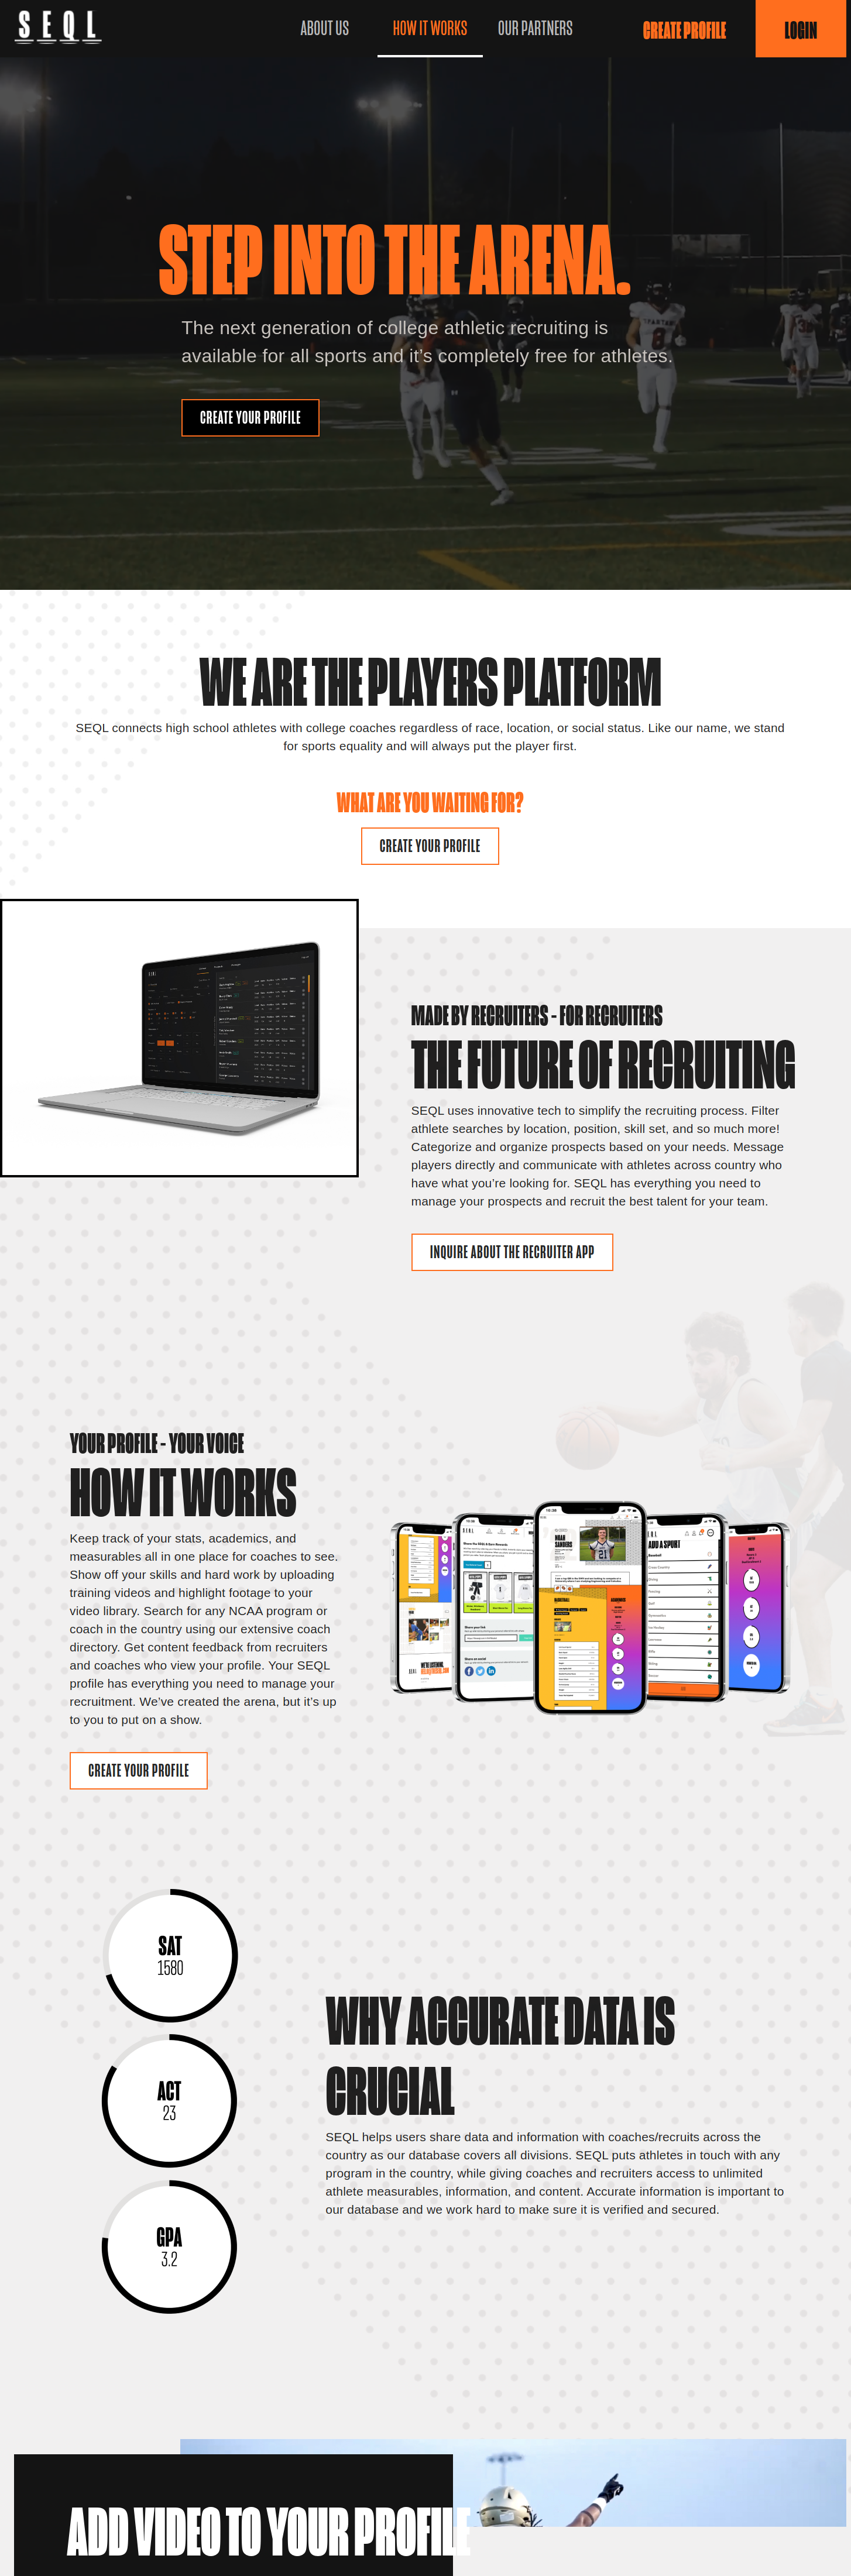 SEQL
ABOUT US
HOW IT WORKS
OUR PARTNERS
CREATE PROFILE
LOGIN
STEP INTO THE ARENA.
The next generation of college athletic recruiting is
available for all sports and it’s completely free for athletes.
CREATE YOUR PROFILE
WE ARE THE PLAYERS PLATFORM
SEQL connects high school athletes with college coaches regardless of race, location, or social status. Like our name, we stand
for sports equality and will always put the player first.
WHAT ARE YOU WAITING FOR?
CREATE YOUR PROFILE
MADE BY RECRUITERS - FOR RECRUITERS
THE FUTURE OF RECRUITING
SEQL uses innovative tech to simplify the recruiting process. Filter
athlete searches by location, position, skill set, and so much more!
Categorize and organize prospects based on your needs. Message
players directly and communicate with athletes across country who
have what you’re looking for. SEQL has everything you need to
manage your prospects and recruit the best talent for your team.
INQUIRE ABOUT THE RECRUITER APP
YOUR PROFILE - YOUR VOICE
HOW IT WORKS
Keep track of your stats, academics, and
measurables all in one place for coaches to see.
Show off your skills and hard work by uploading
training videos and highlight footage to your
video library. Search for any NCAA program or
coach in the country using our extensive coach
directory. Get content feedback from recruiters
and coaches who view your profile. Your SEQL
profile has everything you need to manage your
recruitment. We’ve created the arena, but it’s up
to you to put on a show.
CREATE YOUR PROFILE
NOAH
SANDERS
21
ADD A SPORT
SAT
1580
ACT
23
GPA
3.2
WHY ACCURATE DATA IS
CRUCIAL
SEQL helps users share data and information with coaches/recruits across the
country as our database covers all divisions. SEQL puts athletes in touch with any
program in the country, while giving coaches and recruiters access to unlimited
athlete measurables, information, and content. Accurate information is important to
our database and we work hard to make sure it is verified and secured.
ADD VIDEO TO YOUR PROFILE